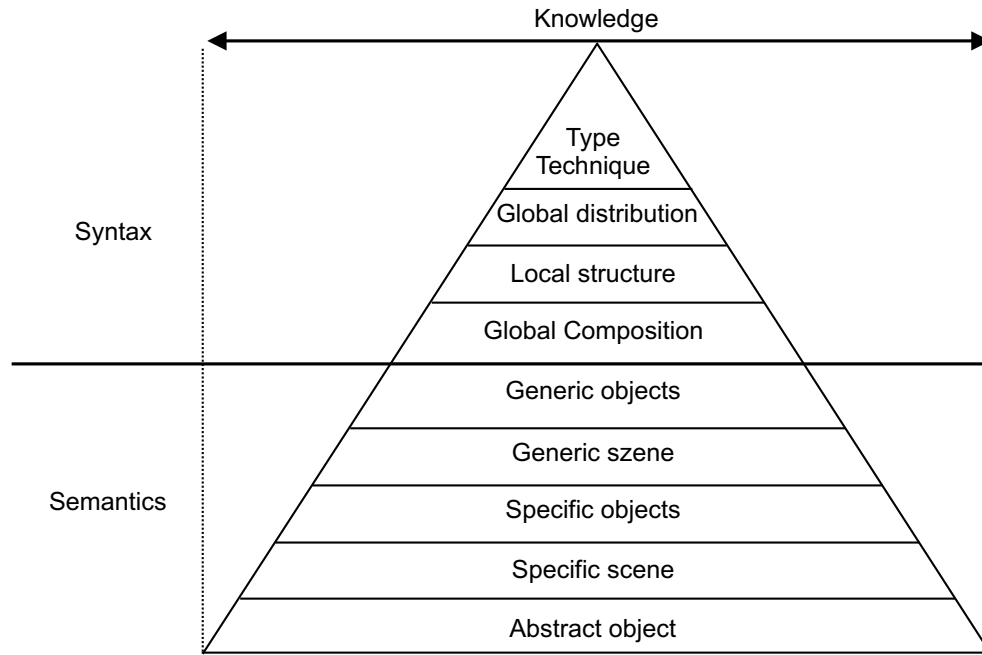 Knowledge
Type
Technique
Global distribution
Syntax
Local structure
Global Composition
Generic objects
Generic szene
Semantics
Specific objects
Specific scene
Abstract object